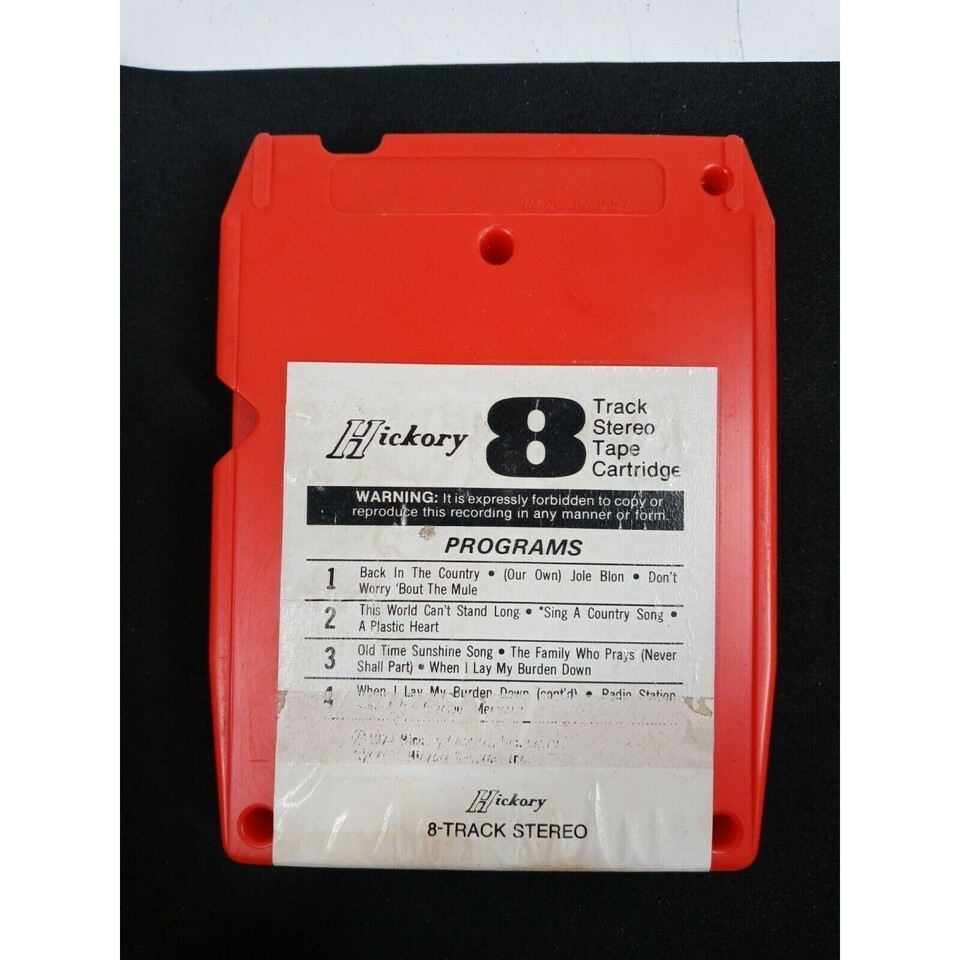 MADE IN U.S.A.
Hickory
8
Track
Stereo
Tape
Cartridge
WARNING: It is expressly forbidden to copy or
reproduce this recording in any manner or form.
PROGRAMS
1
Back In The Country • (Our Own) Jole Blon • Don't
Worry 'Bout The Mule
2
This World Can't Stand Long • *Sing A Country Song •
A Plastic Heart
3
Old Time Sunshine Song • The Family Who Prays (Never
Shall Part) • When I Lay My Burden Down
4
When I Lay My Burden Down (cont'd) • Radio Station
Hickory
8-TRACK STEREO